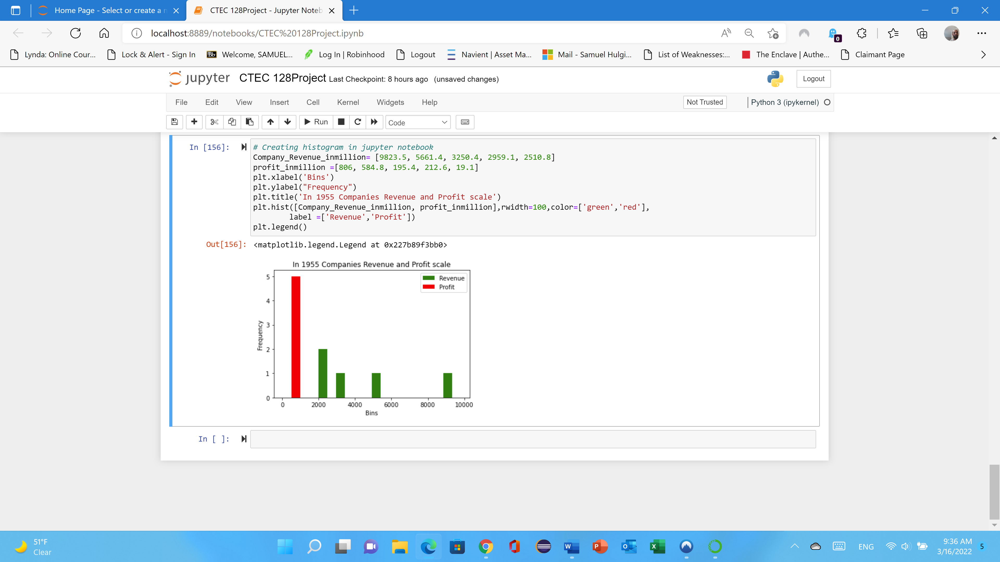 Home Page - Select or create a n
CTEC 128Project - Jupyter Noteb
localhost:8889/notebooks/CTEC%20128Project.ipynb
0
Lynda: Online Cour...
Lock & Alert - Sign In
Bb Welcome, SAMUEL...
Log In | Robinhood
Logout
Navient | Asset Ma...
Mail - Samuel Hulgi...
List of Weaknesses:...
The Enclave | Authe...
Claimant Page
jupyter CTEC 128Project Last Checkpoint: 8 hours ago (unsaved changes)
Logout
File Edit View Insert Cell Kernel Widgets Help
Not Trusted
Python 3 (ipykernel)
Run
Code
In [156]:
# Creating histogram in jupyter notebook
Company_Revenue_inmillion= [9823.5, 5661.4, 3250.4, 2959.1, 2510.8]
profit_inmillion =[806, 584.8, 195.4, 212.6, 19.1]
plt.xlabel('Bins')
plt.ylabel("Frequency")
plt.title('In 1955 Companies Revenue and Profit scale')
plt.hist([Company_Revenue_inmillion, profit_inmillion],rwidth=100,color=['green','red'],
label =['Revenue','Profit'])
plt.legend()
Out[156]: <matplotlib.legend.Legend at 0x227b89f3bb0>
In 1955 Companies Revenue and Profit scale
Revenue
Profit
5
4
3
2
1
0
Frequency
0 2000 4000 6000 8000 10000
Bins
In [ ]:
51°F
Clear
W
P
O
X
ENG
9:36 AM
3/16/2022
5